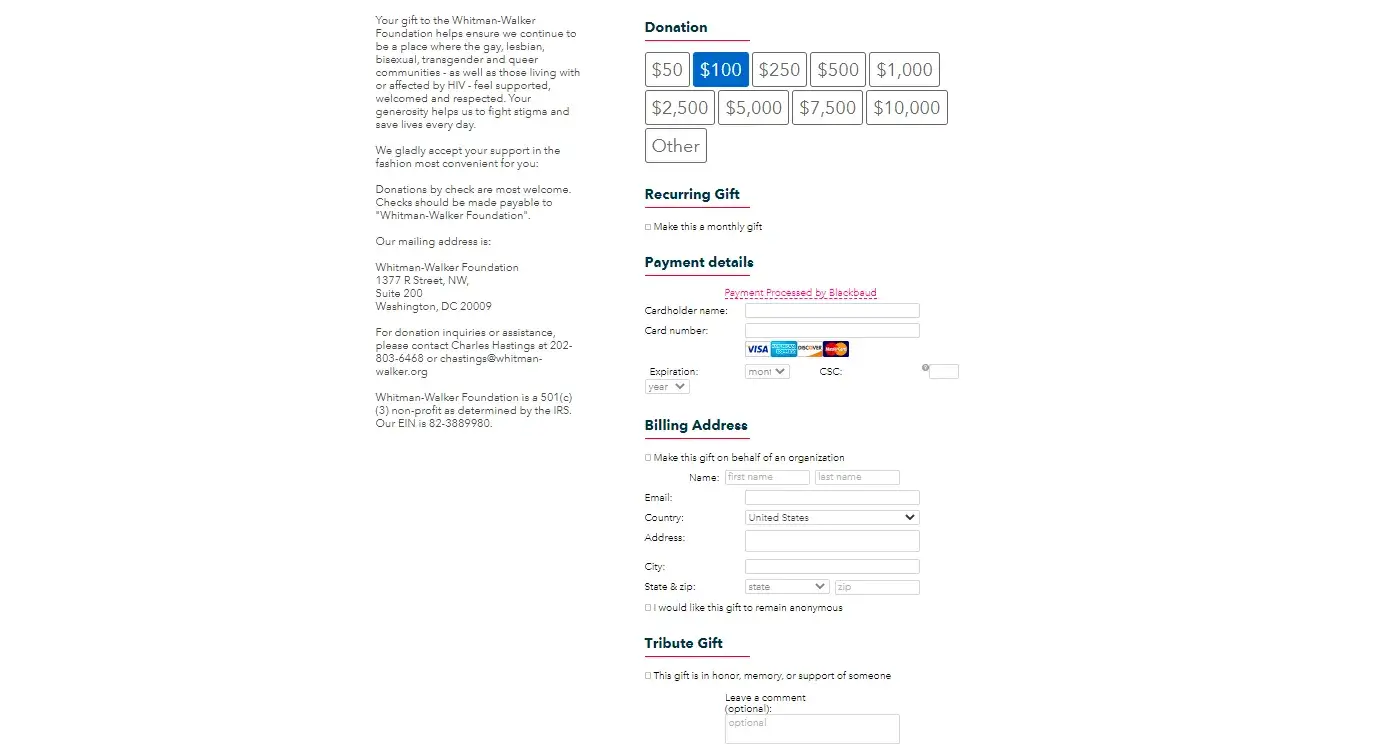 Your gift to the Whitman-Walker
Foundation helps ensure we continue to
be a place where the gay, lesbian,
bisexual, transgender and queer
communities - as well as those living with
or affected by HIV - feel supported,
welcomed and respected. Your
generosity helps us to fight stigma and
save lives every day.
We gladly accept your support in the
fashion most convenient for you:
Donations by check are most welcome.
Checks should be made payable to
"Whitman-Walker Foundation".
Our mailing address is:
Whitman-Walker Foundation
1377 R Street, NW,
Suite 200
Washington, DC 20009
For donation inquiries or assistance,
please contact Charles Hastings at 202-
803-6468 or chastings@whitman-
walker.org
Whitman-Walker Foundation is a 501(c)
(3) non-profit as determined by the IRS.
Our EIN is 82-3889980.
Donation
$50 $100 $250 $500 $1,000
$2,500 $5,000 $7,500 $10,000
Other
Recurring Gift
Make this a monthly gift
Payment details
Payment Processed by Blackbaud
Cardholder name:
Card number:
VISA AMERICAN EXPRESS DISCOVER MasterCard
Expiration: mont CSC:
year
Billing Address
Make this gift on behalf of an organization
Name: first name last name
Email:
Country: United States
Address:
City:
State & zip: state zip
I would like this gift to remain anonymous
Tribute Gift
This gift is in honor, memory, or support of someone
Leave a comment
(optional):
optional